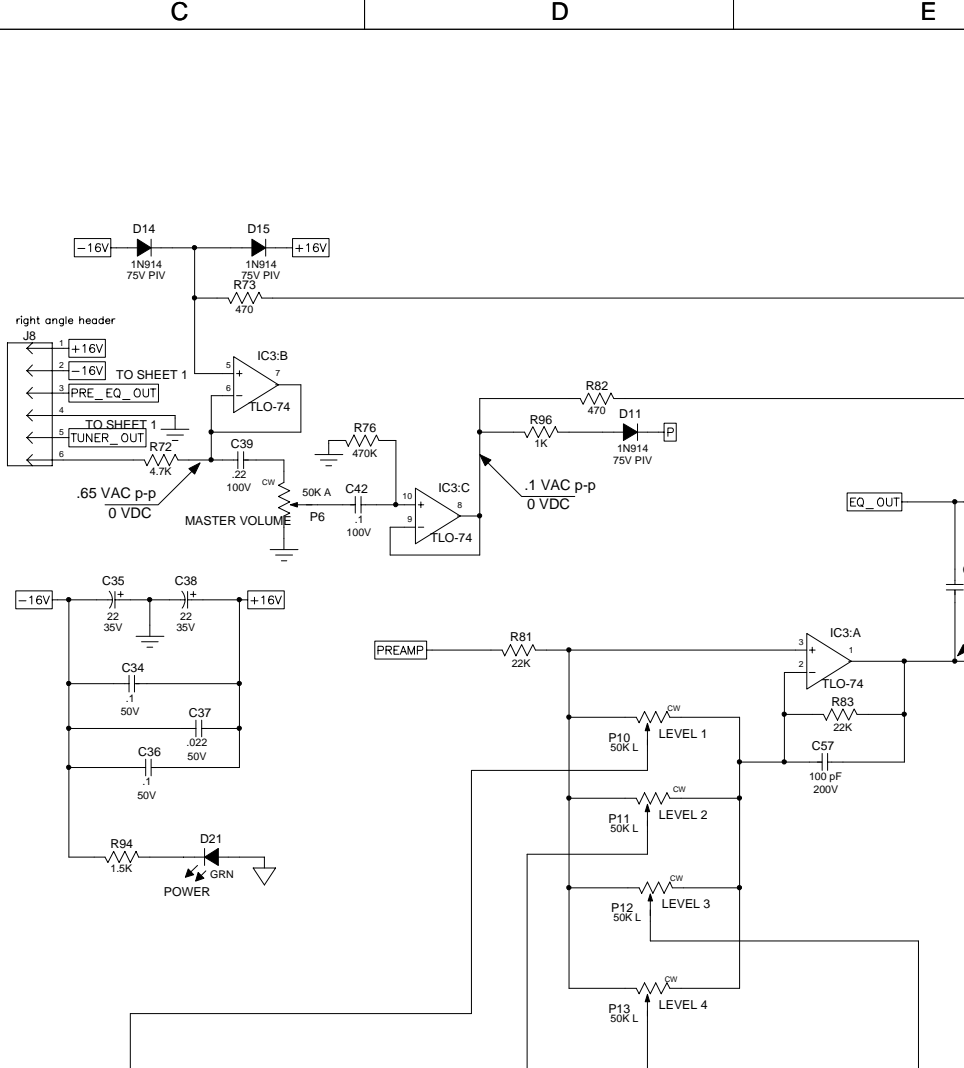 C D E
D14 D15
-16V +16V
1N914 1N914
75V PIV 75V PIV
R73
470
right angle header
J8
1 +16V
2 -16V
TO SHEET 1
3 PRE_EQ_OUT
4
TO SHEET 1
5 TUNER_OUT
6
R72
4.7K
IC3:B
5 +
6 -
7
TLO-74
C39
.22
100V
.65 VAC p-p
0 VDC
CW
50K A
P6
MASTER VOLUME
R76
470K
C42
.1
100V
IC3:C
10 +
9 -
8
TLO-74
R82
470
R96
1K
D11
1N914
75V PIV
P
.1 VAC p-p
0 VDC
EQ_OUT
-16V C35 + C38 + +16V
22 22
35V 35V
C34
.1
50V
C37
.022
50V
C36
.1
50V
R94
1.5K
D21
GRN
POWER
PREAMP
R81
22K
IC3:A
3 +
2 -
1
TLO-74
R83
22K
C57
100 pF
200V
CW
P10
50K L
LEVEL 1
CW
P11
50K L
LEVEL 2
CW
P12
50K L
LEVEL 3
CW
P13
50K L
LEVEL 4